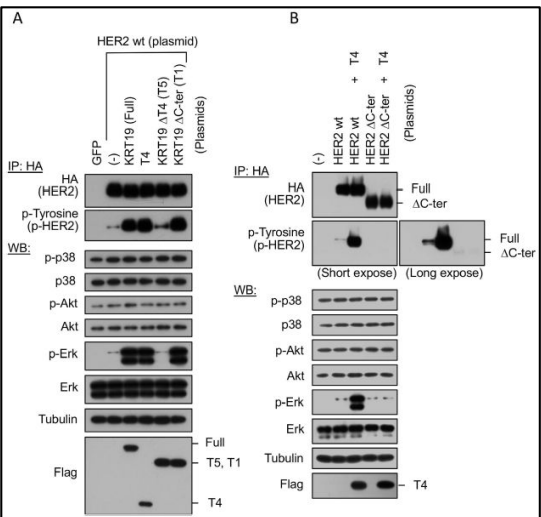 A
HER2 wt (plasmid)
GFP
(-)
KRT19 (Full)
T4
KRT19 ΔT4 (T5)
KRT19 ΔC-ter (T1)
(Plasmids)
IP: HA
HA
(HER2)
p-Tyrosine
(p-HER2)
WB:
p-p38
p38
p-Akt
Akt
p-Erk
Erk
Tubulin
Flag
Full
T5, T1
T4
B
(-)
HER2 wt
HER2 wt + T4
HER2 ΔC-ter
HER2 ΔC-ter + T4
(Plasmids)
IP: HA
HA
(HER2)
Full
ΔC-ter
p-Tyrosine
(p-HER2)
Full
ΔC-ter
(Short expose) (Long expose)
WB:
p-p38
p38
p-Akt
Akt
p-Erk
Erk
Tubulin
Flag
T4